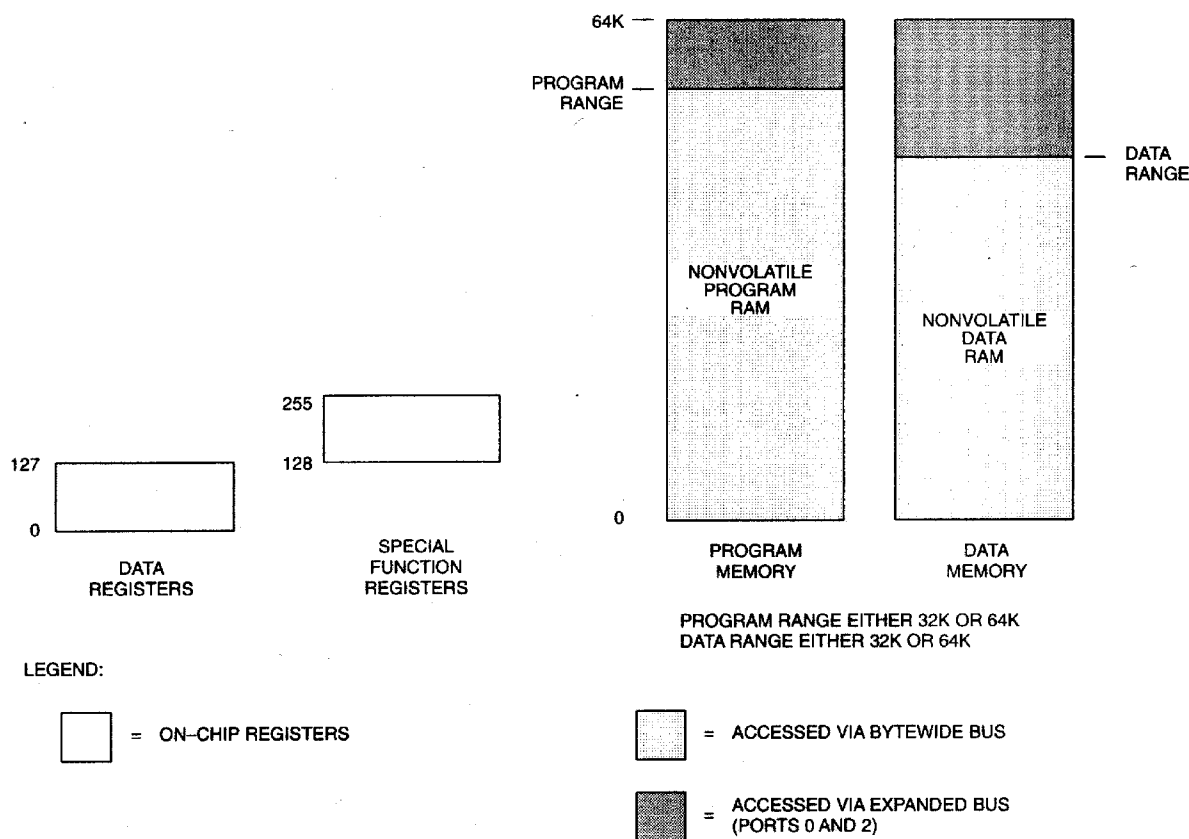 64K
PROGRAM
RANGE
DATA
RANGE
NONVOLATILE
PROGRAM
RAM
NONVOLATILE
DATA
RAM
255
128
127
0
0
DATA
REGISTERS
SPECIAL
FUNCTION
REGISTERS
PROGRAM
MEMORY
DATA
MEMORY
PROGRAM RANGE EITHER 32K OR 64K
DATA RANGE EITHER 32K OR 64K
LEGEND:
= ON–CHIP REGISTERS
= ACCESSED VIA BYTEWIDE BUS
= ACCESSED VIA EXPANDED BUS
(PORTS 0 AND 2)